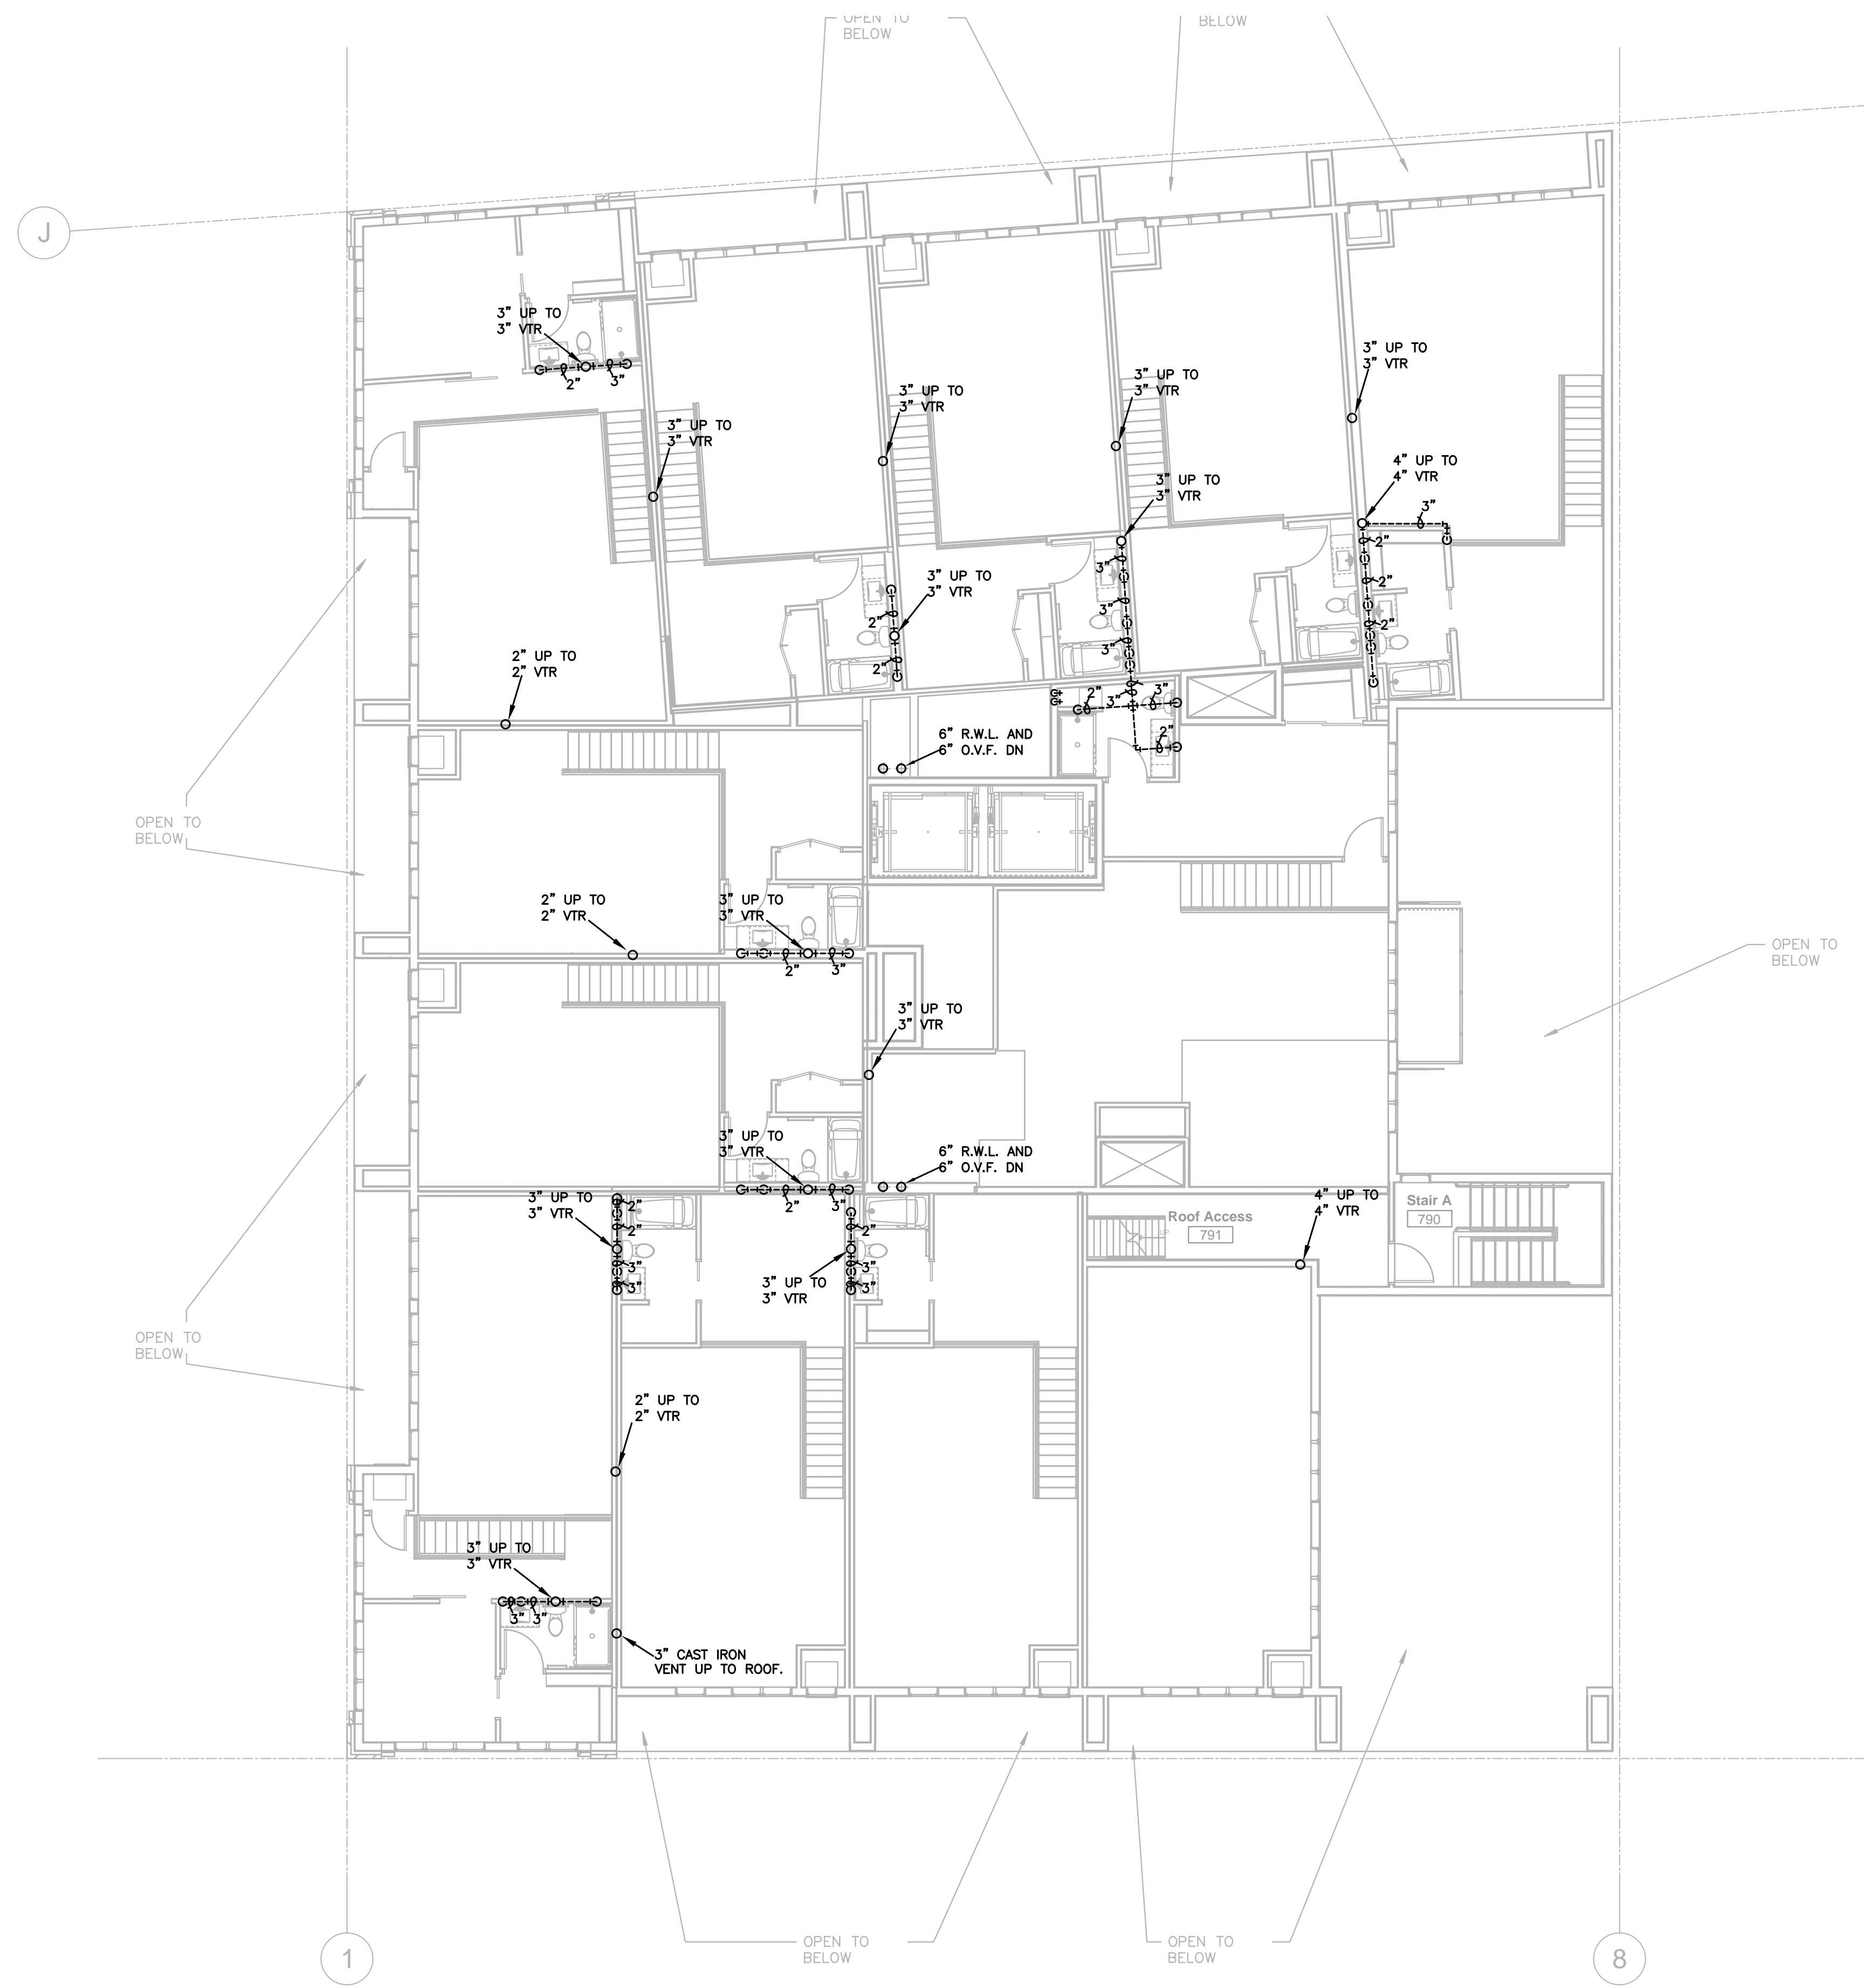 OPEN TO
BELOW
BELOW
J
3" UP TO
3" VTR
2"
3"
3" UP TO
3" VTR
3" UP TO
3" VTR
3" UP TO
3" VTR
3" UP TO
3" VTR
4" UP TO
4" VTR
3"
3" UP TO
3" VTR
2"
2"
2"
3"
3"
3"
3" UP TO
3" VTR
2"
2"
2" UP TO
2" VTR
2"
3"
3"
2"
6" R.W.L. AND
6" O.V.F. DN
OPEN TO
BELOW
2" UP TO
2" VTR
3" UP TO
3" VTR
2"
3"
OPEN TO
BELOW
3" UP TO
3" VTR
3" UP TO
3" VTR
2"
3"
6" R.W.L. AND
6" O.V.F. DN
3" UP TO
3" VTR
2"
2"
3"
3"
2"
3"
3"
3" UP TO
3" VTR
Roof Access
791
UP
4" UP TO
4" VTR
Stair A
790
OPEN TO
BELOW
2" UP TO
2" VTR
3" UP TO
3" VTR
3"
3"
3" CAST IRON
VENT UP TO ROOF.
OPEN TO
BELOW
OPEN TO
BELOW
1
8